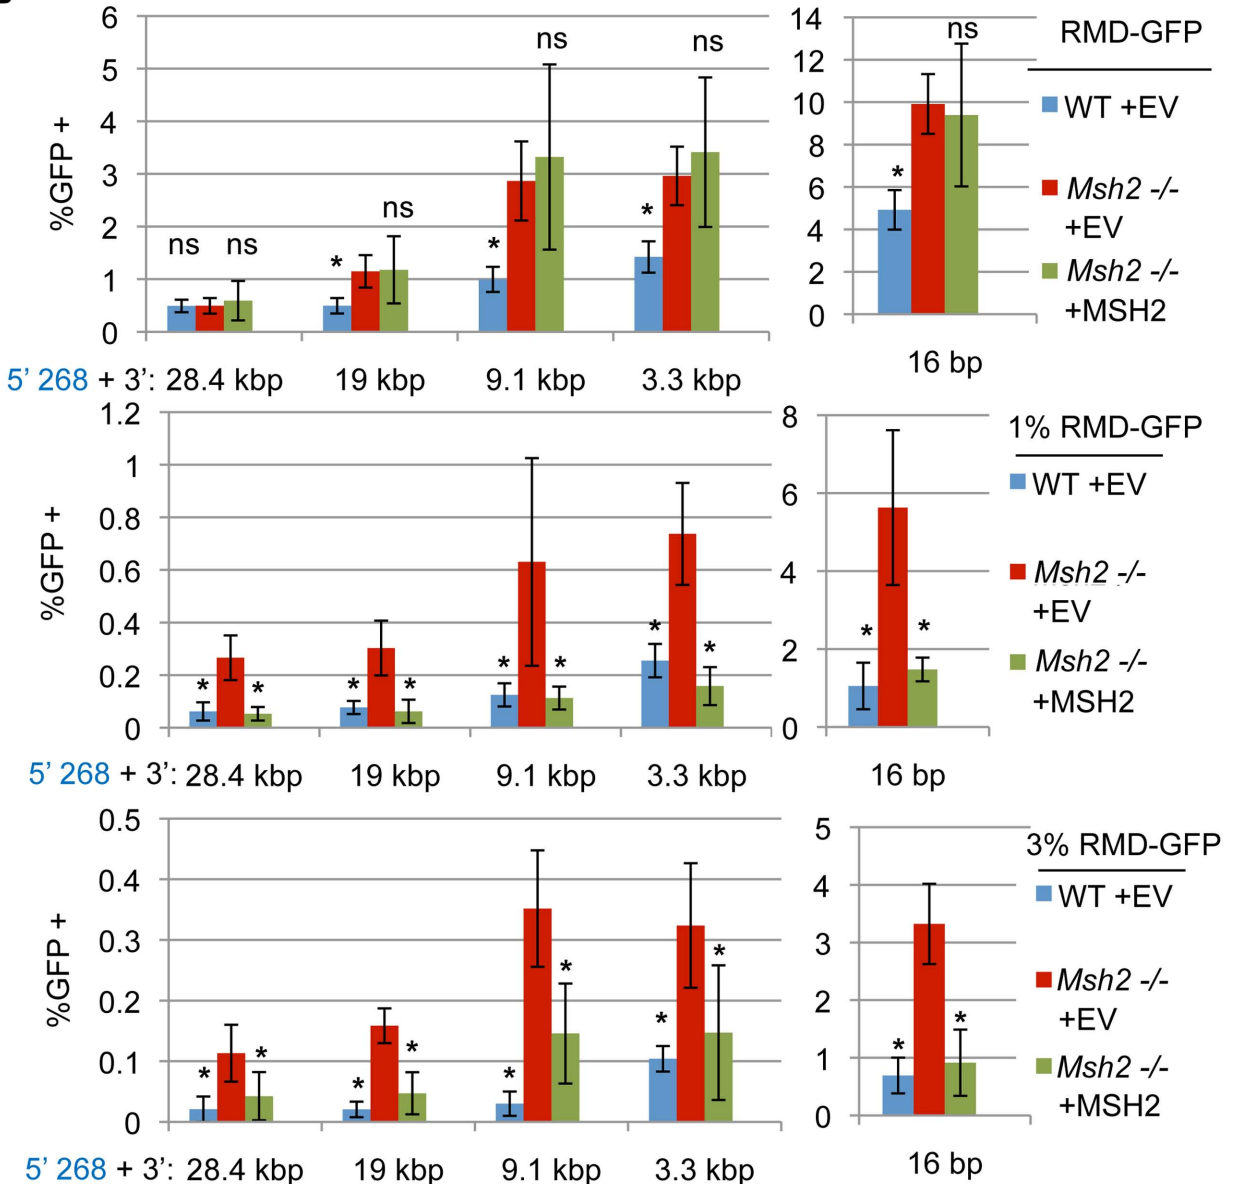 6
5
4
3
2
1
0
%GFP +
ns ns
* ns
* ns
* ns
5’ 268 + 3’: 28.4 kbp 19 kbp 9.1 kbp 3.3 kbp
14
12
10
8
6
4
2
0
* ns
16 bp
RMD-GFP
WT +EV
Msh2 -/-
+EV
Msh2 -/-
+MSH2
1.2
1
0.8
0.6
0.4
0.2
0
%GFP +
* *
* *
* *
* *
5’ 268 + 3’: 28.4 kbp 19 kbp 9.1 kbp 3.3 kbp
8
6
4
2
0
* *
16 bp
1% RMD-GFP
WT +EV
Msh2 -/-
+EV
Msh2 -/-
+MSH2
0.5
0.4
0.3
0.2
0.1
0
%GFP +
* *
* *
* *
* *
5’ 268 + 3’: 28.4 kbp 19 kbp 9.1 kbp 3.3 kbp
5
4
3
2
1
0
* *
16 bp
3% RMD-GFP
WT +EV
Msh2 -/-
+EV
Msh2 -/-
+MSH2